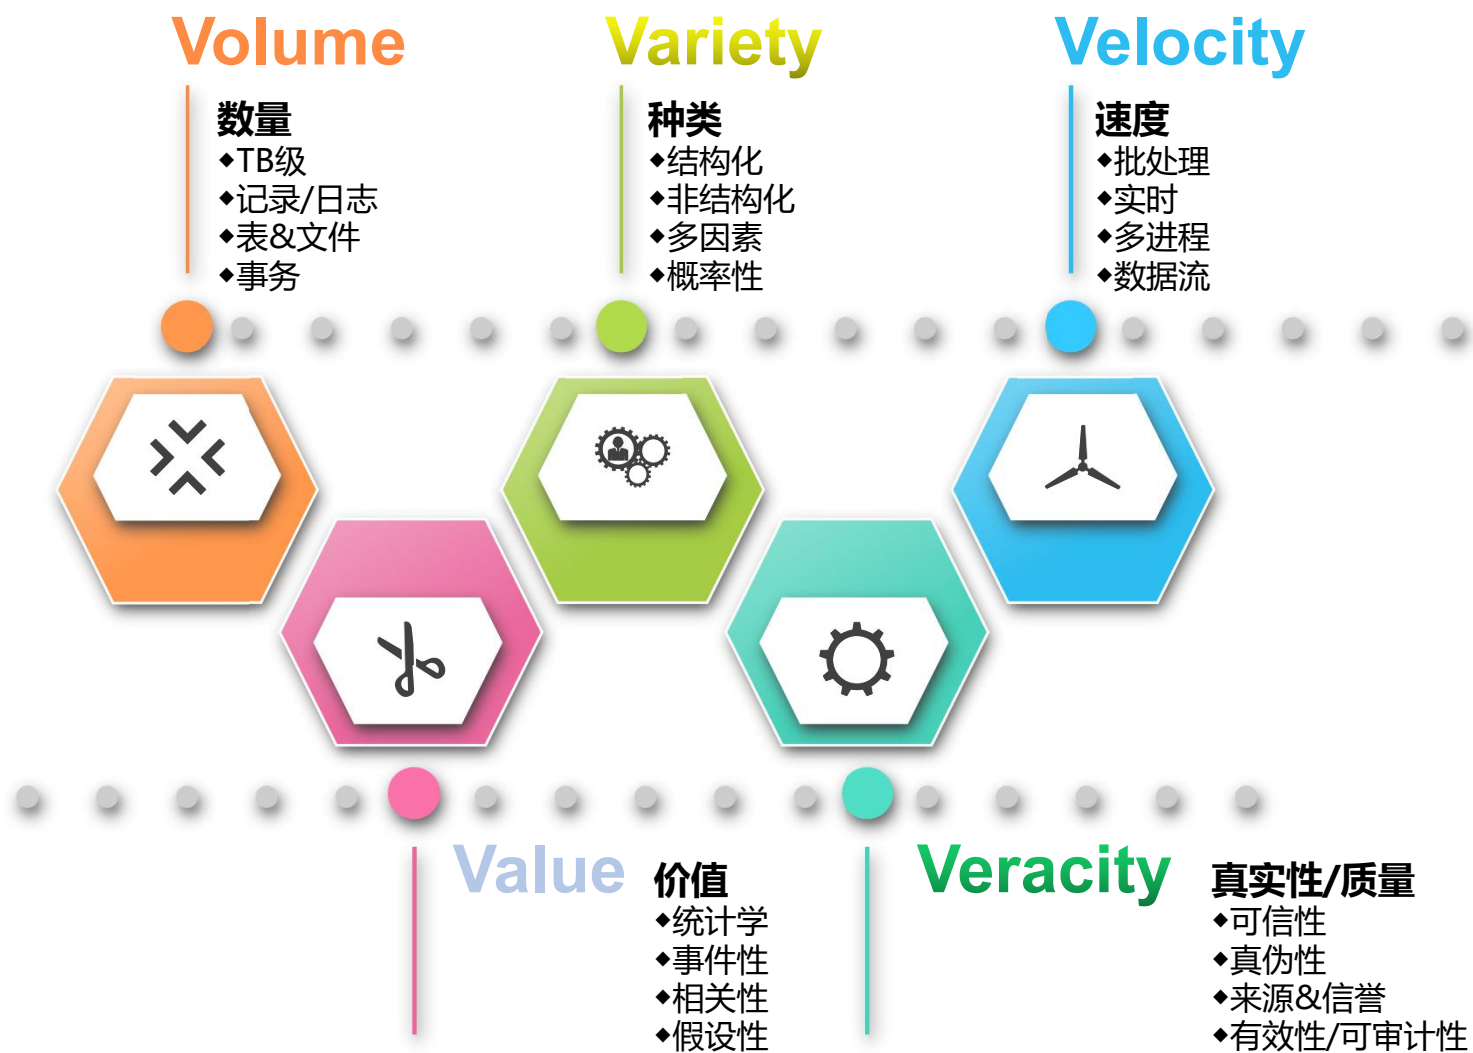 Volume
数量
◆TB级
◆记录/日志
◆表&文件
◆事务
Variety
种类
◆结构化
◆非结构化
◆多因素
◆概率性
Velocity
速度
◆批处理
◆实时
◆多进程
◆数据流
Value
价值
◆统计学
◆事件性
◆相关性
◆假设性
Veracity
真实性/质量
◆可信性
◆真伪性
◆来源&信誉
◆有效性/可审计性